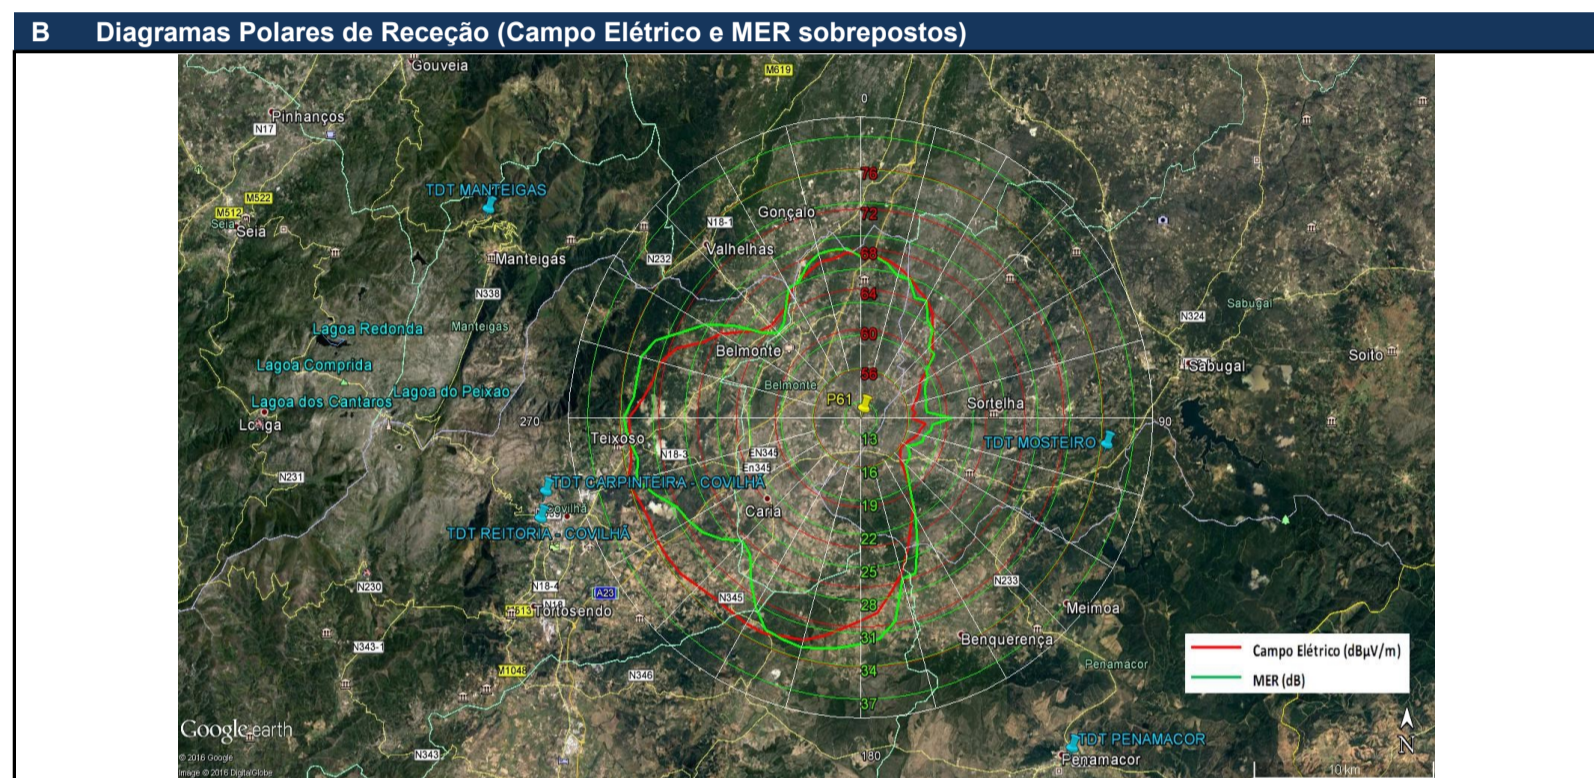 B Diagramas Polares de Receção (Campo Elétrico e MER sobrepostos)
Gouveia
M619
0
Pinhanços
N17
76
TDT MANTEIGAS
M522
M512
Seia
Seia
Gonçalo
72
N18-1
Valhelhas
68
Manteigas
N232
N338
64
Sabugal
N324
Lagoa Redonda
Manteigas
60
Belmonte
Soito
Lagoa Comprida
Sabugal
56
Belmonte
Lagoa do Peixao
Lagoa dos Cantaros
P61
Sortelha
Loriga
270
90
Teixoso
13
TDT MOSTEIRO
N18-3
EN345
En345
16
N231
TDT CARPINTEIRA - COVILHÃ
19
Covilhã
Caria
TDT REITORIA - COVILHÃ
22
25
N233
N230
N18-4
A23
N345
28
Meimoa
N18
Tortosendo
31
Benquerença
N343-1
Campo Elétrico (dBµV/m)
Penamacor
M1048
N346
34
MER (dB)
37
Google earth
TDT PENAMACOR
N
N343
180
Penamacor
© 2016 Google
10 km
Image © 2016 DigitalGlobe